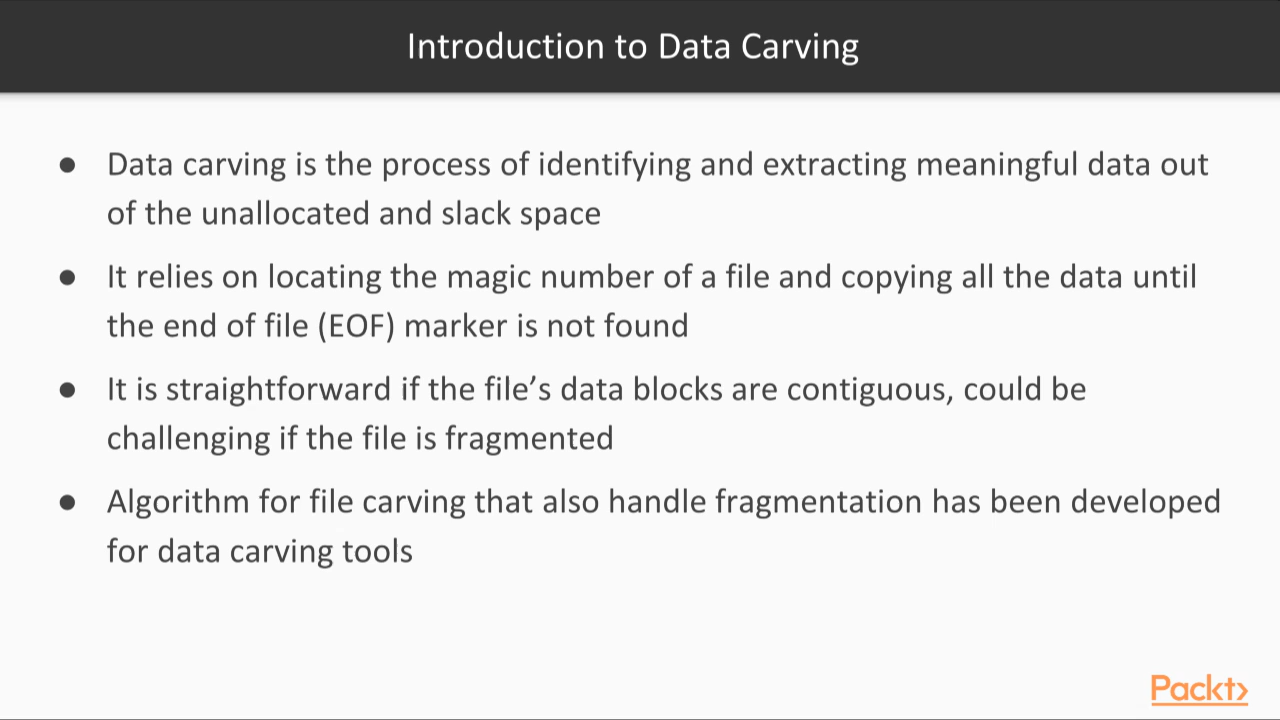 Introduction to Data Carving
● Data carving is the process of identifying and extracting meaningful data out
of the unallocated and slack space
● It relies on locating the magic number of a file and copying all the data until
the end of file (EOF) marker is not found
● It is straightforward if the file’s data blocks are contiguous, could be
challenging if the file is fragmented
● Algorithm for file carving that also handle fragmentation has been developed
for data carving tools
Packt>